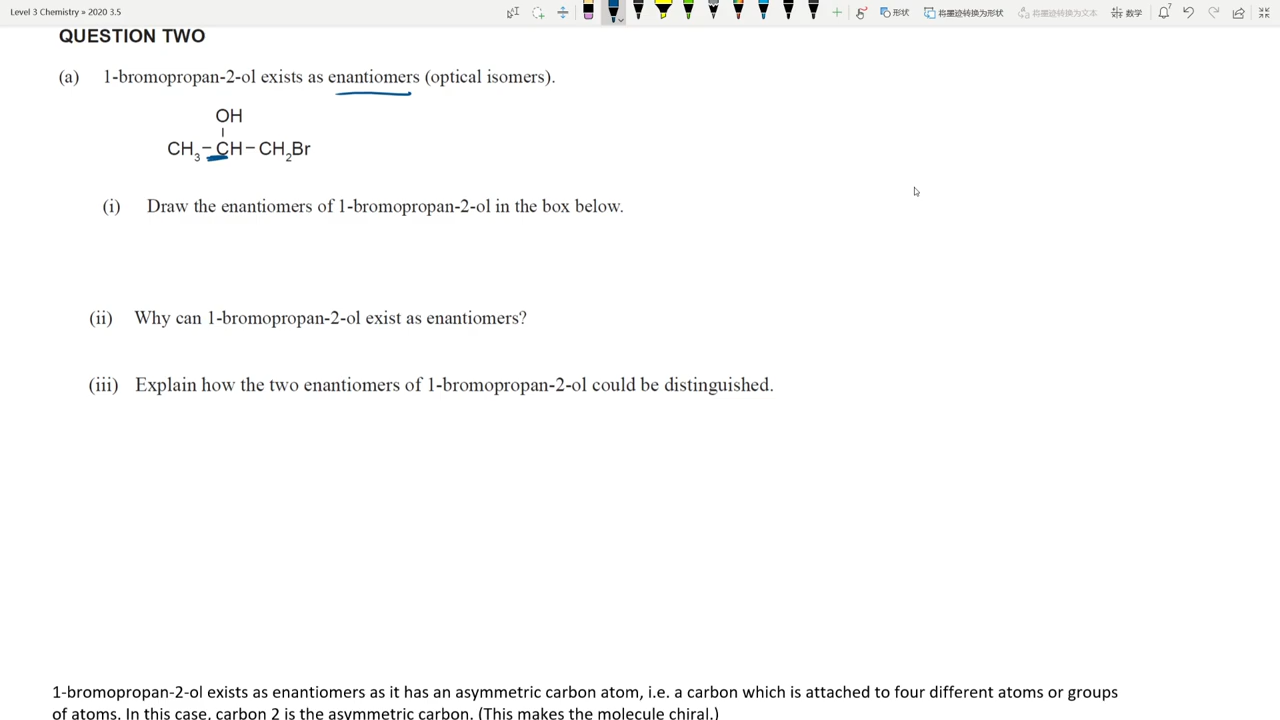 Level 3 Chemistry » 2020 3.5
形状 将墨迹转换为形状 将墨迹转换为文本 数学 7
QUESTION TWO
(a) 1-bromopropan-2-ol exists as enantiomers (optical isomers).
OH
CH₃–CH–CH₂Br
(i) Draw the enantiomers of 1-bromopropan-2-ol in the box below.
(ii) Why can 1-bromopropan-2-ol exist as enantiomers?
(iii) Explain how the two enantiomers of 1-bromopropan-2-ol could be distinguished.
1-bromopropan-2-ol exists as enantiomers as it has an asymmetric carbon atom, i.e. a carbon which is attached to four different atoms or groups
of atoms. In this case, carbon 2 is the asymmetric carbon. (This makes the molecule chiral.)